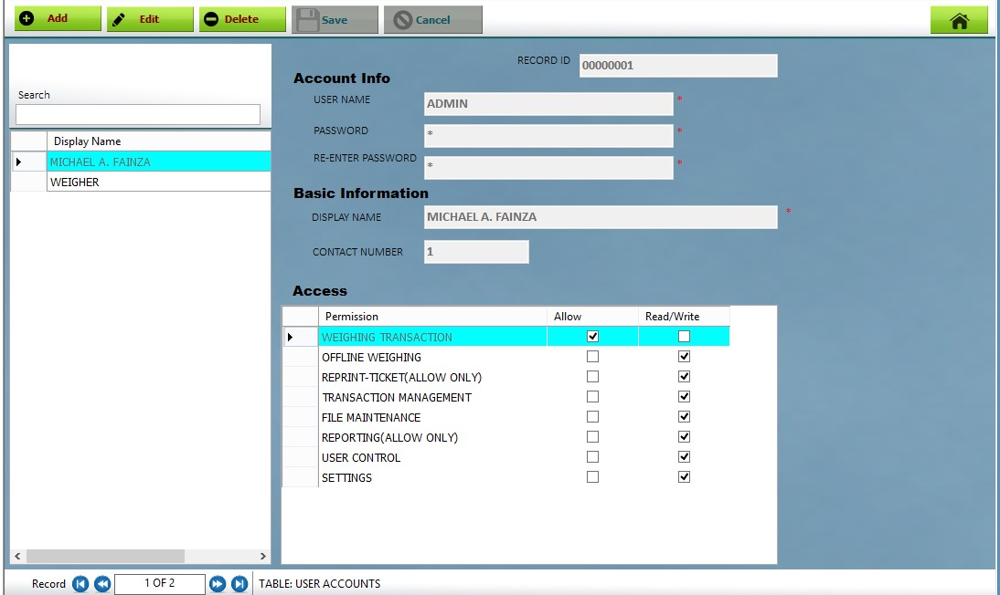 Add Edit Delete Save Cancel
RECORD ID 00000001
Account Info
USER NAME ADMIN *
PASSWORD * *
RE-ENTER PASSWORD * *
Basic Information
DISPLAY NAME MICHAEL A. FAINZA *
CONTACT NUMBER 1
Search
Display Name
MICHAEL A. FAINZA
WEIGHER
Access
Permission Allow Read/Write
WEIGHING TRANSACTION
OFFLINE WEIGHING
REPRINT-TICKET(ALLOW ONLY)
TRANSACTION MANAGEMENT
FILE MAINTENANCE
REPORTING(ALLOW ONLY)
USER CONTROL
SETTINGS
Record 1 OF 2 TABLE: USER ACCOUNTS